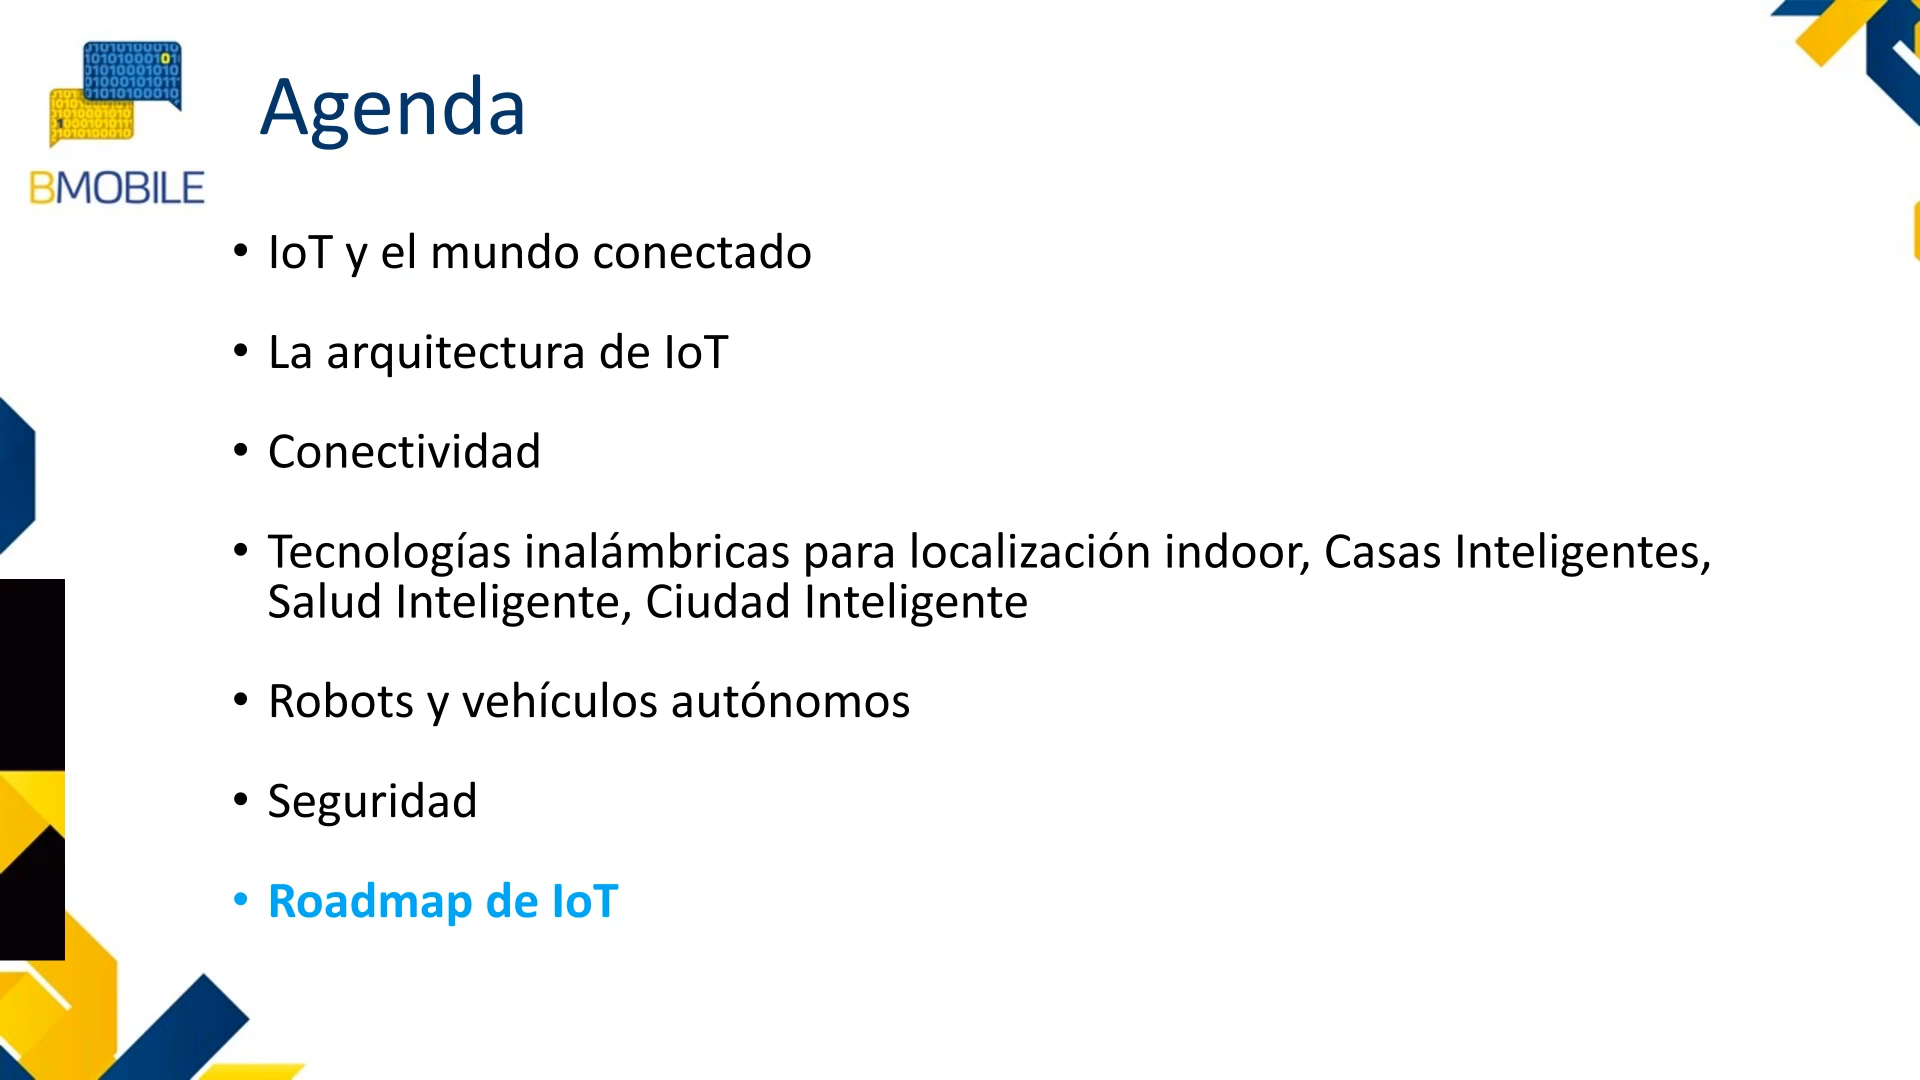 Agenda
BMOBILE
• IoT y el mundo conectado
• La arquitectura de IoT
• Conectividad
• Tecnologías inalámbricas para localización indoor, Casas Inteligentes,
Salud Inteligente, Ciudad Inteligente
• Robots y vehículos autónomos
• Seguridad
• Roadmap de IoT